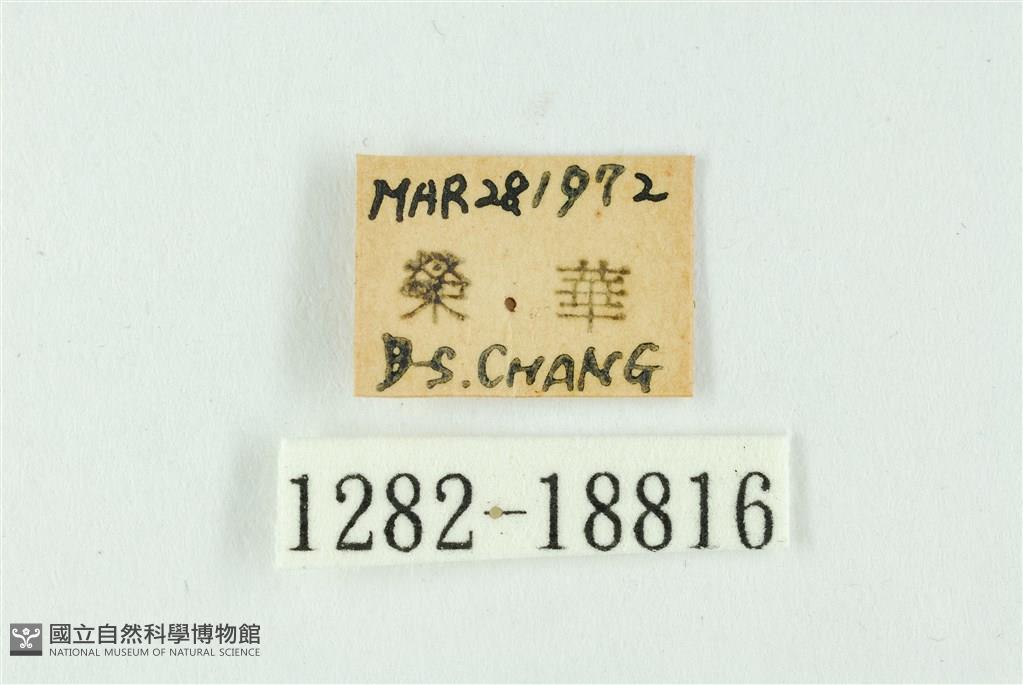 MAR 28 1972
榮 華
B-S. CHANG
1282-18816
國立自然科學博物館
NATIONAL MUSEUM OF NATURAL SCIENCE